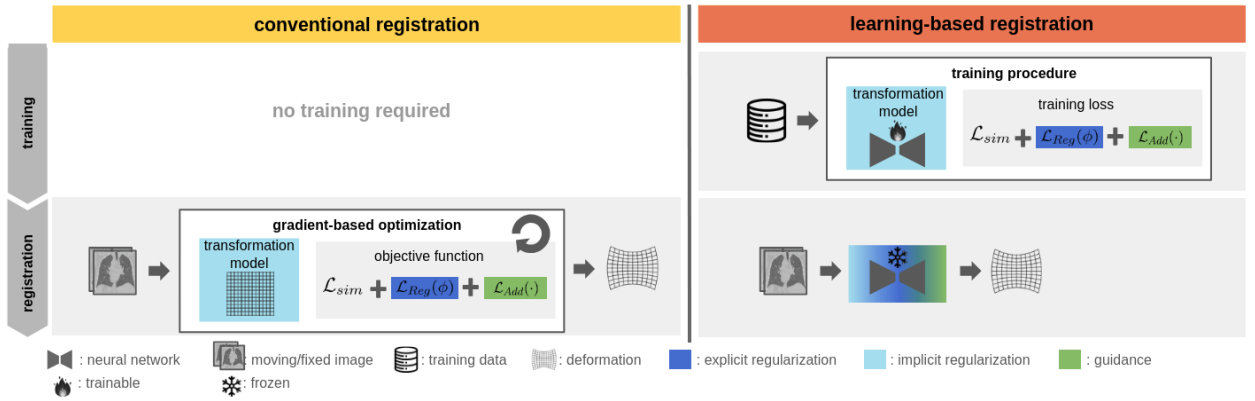 conventional registration
learning-based registration
training
no training required
training procedure
transformation
model
training loss
ℒsim + ℒReg(ϕ) + ℒAdd(·)
registration
gradient-based optimization
transformation
model
objective function
ℒsim + ℒReg(ϕ) + ℒAdd(·)
: neural network
: moving/fixed image
: training data
: deformation
: explicit regularization
: implicit regularization
: guidance
: trainable
: frozen